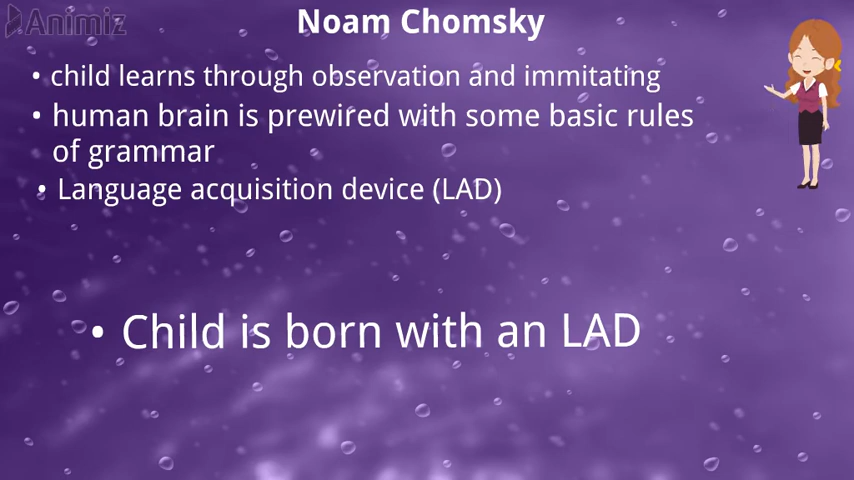 Animiz
Noam Chomsky
• child learns through observation and immitating
• human brain is prewired with some basic rules
of grammar
• Language acquisition device (LAD)
• Child is born with an LAD